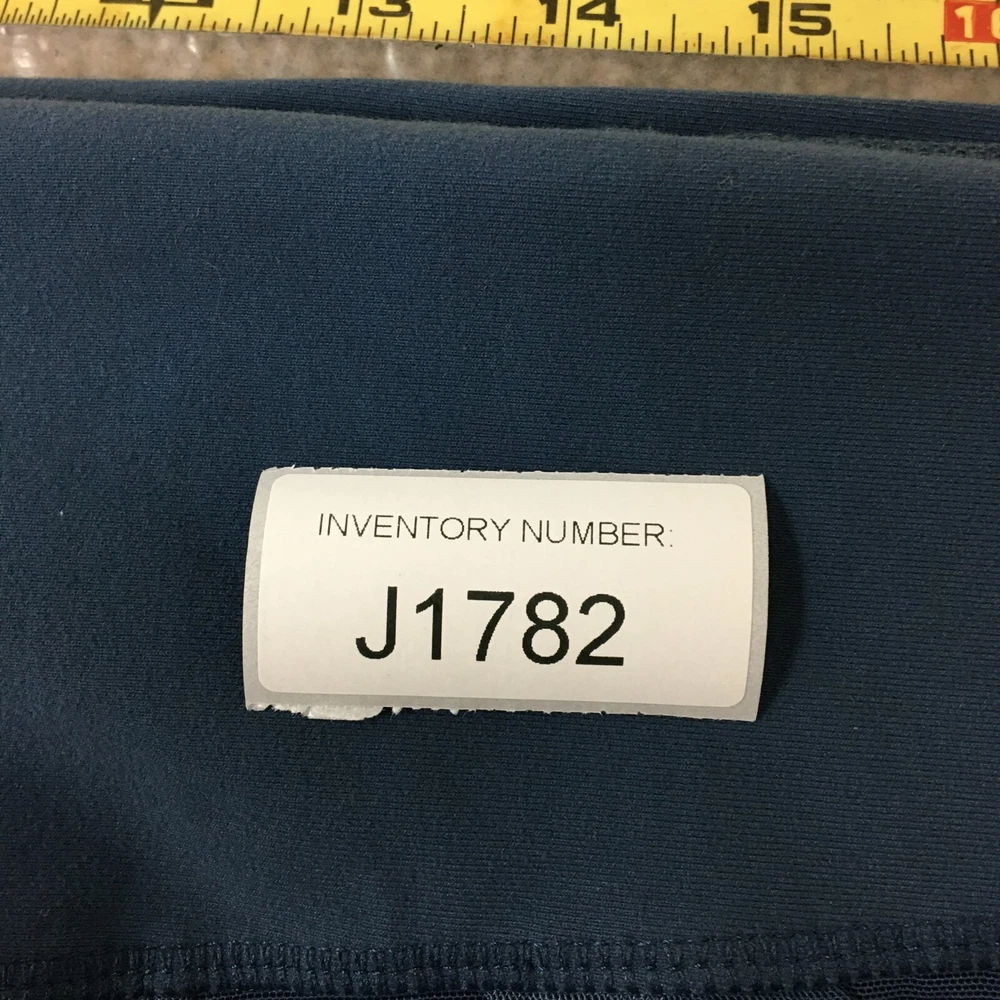 13 14 15
INVENTORY NUMBER:
J1782